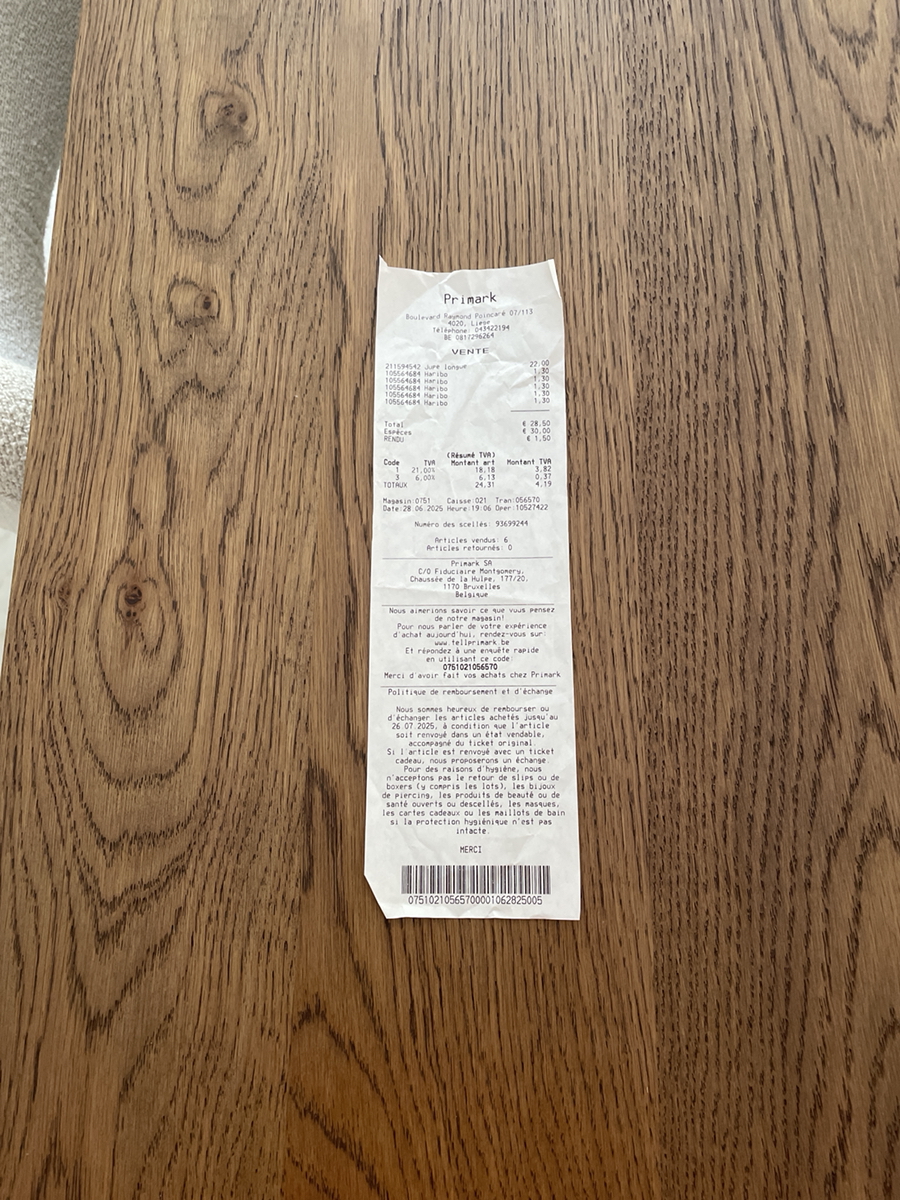 Primark
Boulevard Raymond Poincaré 07/113
4020, Liege
Téléphone: 043422194
BE 0817296264
VENTE
211594542 Jupe longue 22,00
105564684 Haribo 1,30
105564684 Haribo 1,30
105564684 Haribo 1,30
105564684 Haribo 1,30
105564684 Haribo 1,30
Total € 28,50
Espèces € 30,00
RENDU € 1,50
(Résumé TVA)
Code TVA Montant art Montant TVA
1 21,00% 18,18 3,82
3 6,00% 6,13 0,37
TOTAUX 24,31 4,19
Magasin:0751 Caisse:021 Tran:056570
Date:28.06.2025 Heure:19:06 Oper:10527422
Numéro des scellés: 93699244
Articles vendus: 6
Articles retournés: 0
Primark SA
C/O Fiduciaire Montgomery,
Chaussée de la Hulpe, 177/20,
1170 Bruxelles
Belgique
Nous aimerions savoir ce que vous pensez
de notre magasin!
Pour nous parler de votre expérience
d'achat aujourd'hui, rendez-vous sur:
www.tellprimark.be
Et répondez à une enquête rapide
en utilisant ce code:
0751021056570
Merci d'avoir fait vos achats chez Primark
Politique de remboursement et d'échange
Nous sommes heureux de rembourser ou
d'échanger les articles achetés jusqu'au
26.07.2025, à condition que l'article
soit renvoyé dans un état vendable,
accompagné du ticket original.
Si l'article est renvoyé avec un ticket
cadeau, nous proposerons un échange.
Pour des raisons d'hygiène, nous
n'acceptons pas le retour de slips ou de
boxers (y compris les lots), les bijoux
de piercing, les produits de beauté ou de
santé ouverts ou descellés, les masques,
les cartes cadeaux ou les maillots de bain
si la protection hygiénique n'est pas
intacte.
MERCI
07510210565700001062825005